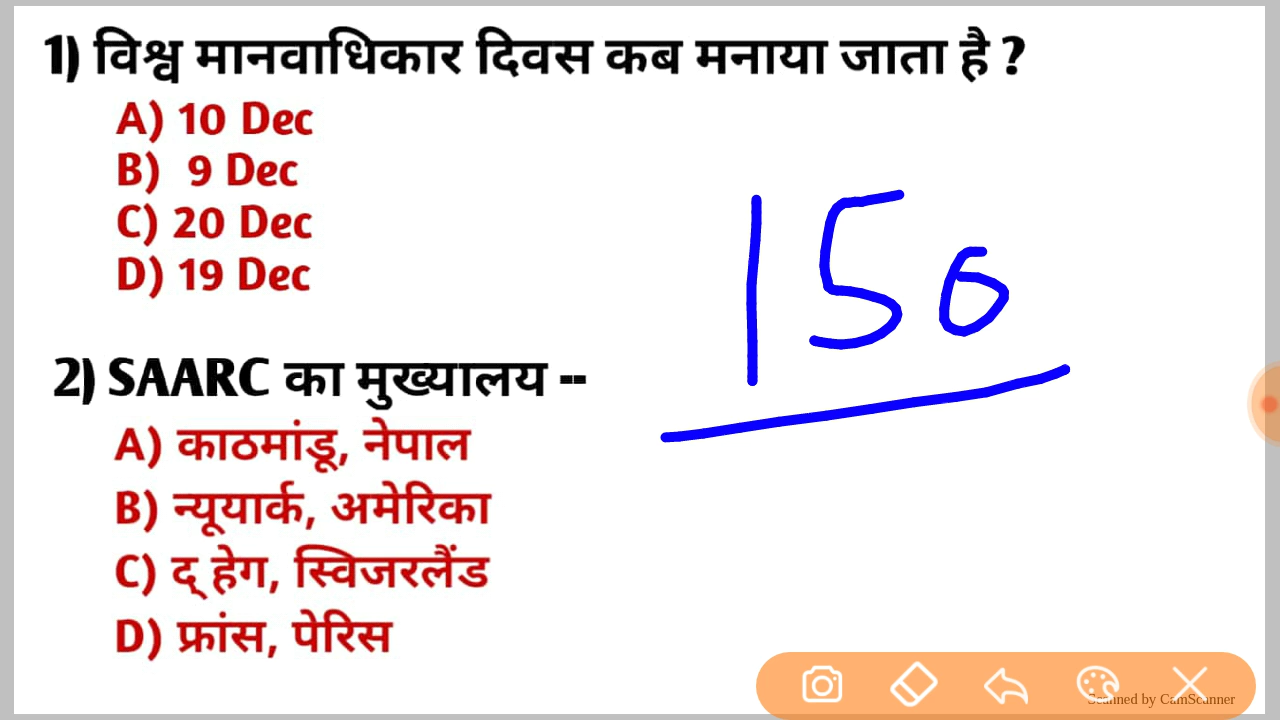 1) विश्व मानवाधिकार दिवस कब मनाया जाता है ?
A) 10 Dec
B) 9 Dec
C) 20 Dec
D) 19 Dec
150
2) SAARC का मुख्यालय --
A) काठमांडू, नेपाल
B) न्यूयार्क, अमेरिका
C) द् हेग, स्विजरलैंड
D) फ्रांस, पेरिस
Scanned by CamScanner